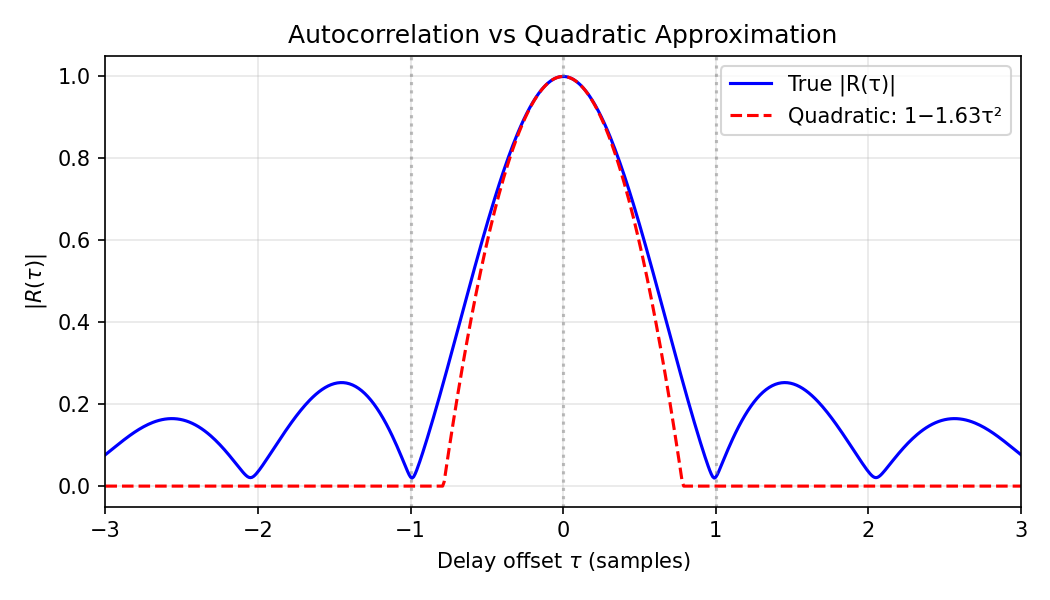 Autocorrelation vs Quadratic Approximation
True |R(τ)|
Quadratic: 1−1.63τ²
|R(τ)|
1.0
0.8
0.6
0.4
0.2
0.0
−3 −2 −1 0 1 2 3
Delay offset τ (samples)